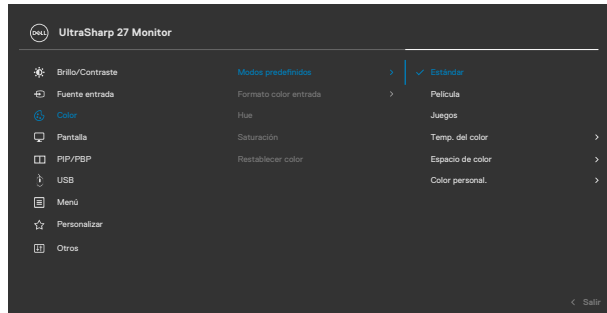 DELL UltraSharp 27 Monitor
Brillo/Contraste Modos predefinidos > ✓ Estándar
Fuente entrada Formato color entrada > Película
Color Hue Juegos
Pantalla Saturación Temp. del color >
PIP/PBP Restablecer color Espacio de color >
USB Color personal. >
Menú
Personalizar
Otros
< Salir